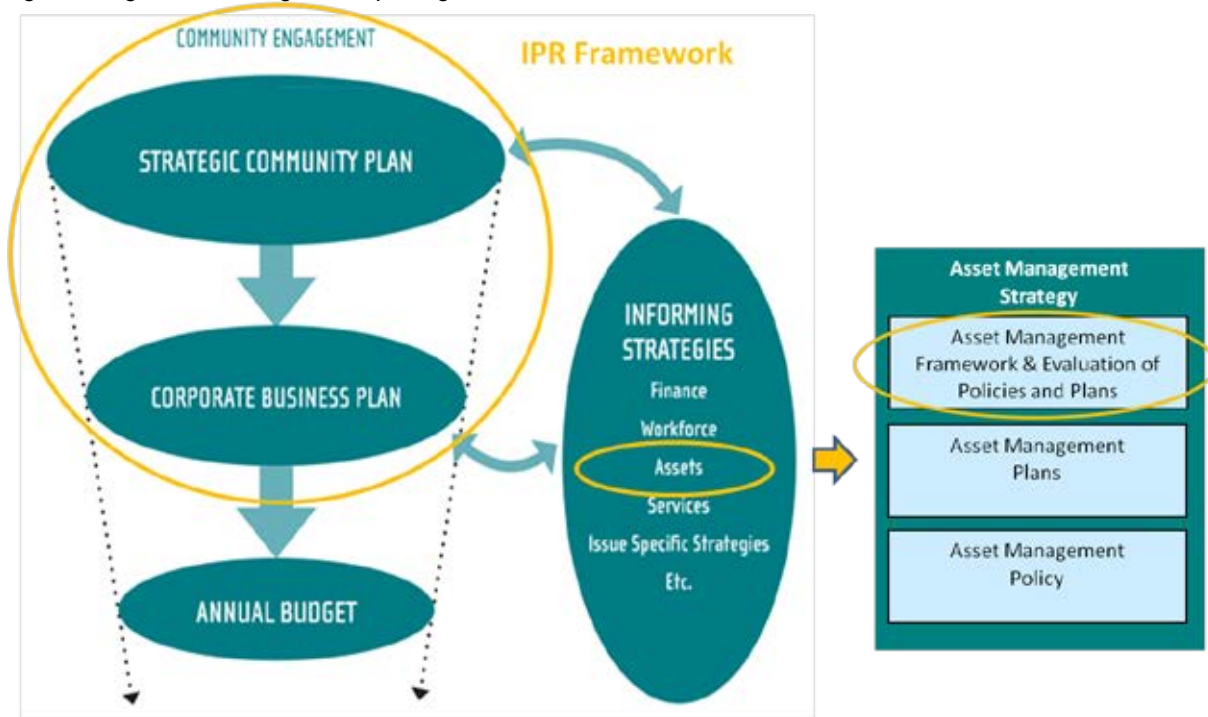 COMMUNITY ENGAGEMENT
IPR Framework
STRATEGIC COMMUNITY PLAN
CORPORATE BUSINESS PLAN
ANNUAL BUDGET
INFORMING
STRATEGIES
Finance
Workforce
Assets
Services
Issue Specific Strategies
Etc.
Asset Management
Strategy
Asset Management
Framework & Evaluation of
Policies and Plans
Asset Management
Plans
Asset Management
Policy